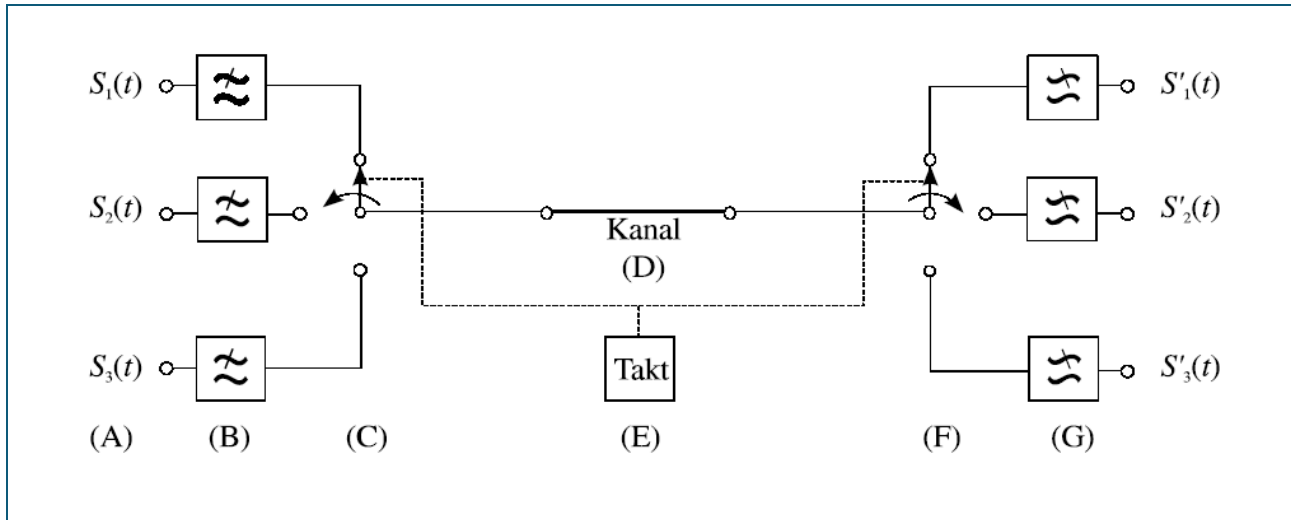 S₁(t) S'₁(t)
S₂(t) S'₂(t)
Kanal
(D)
S₃(t) Takt S'₃(t)
(A) (B) (C) (E) (F) (G)